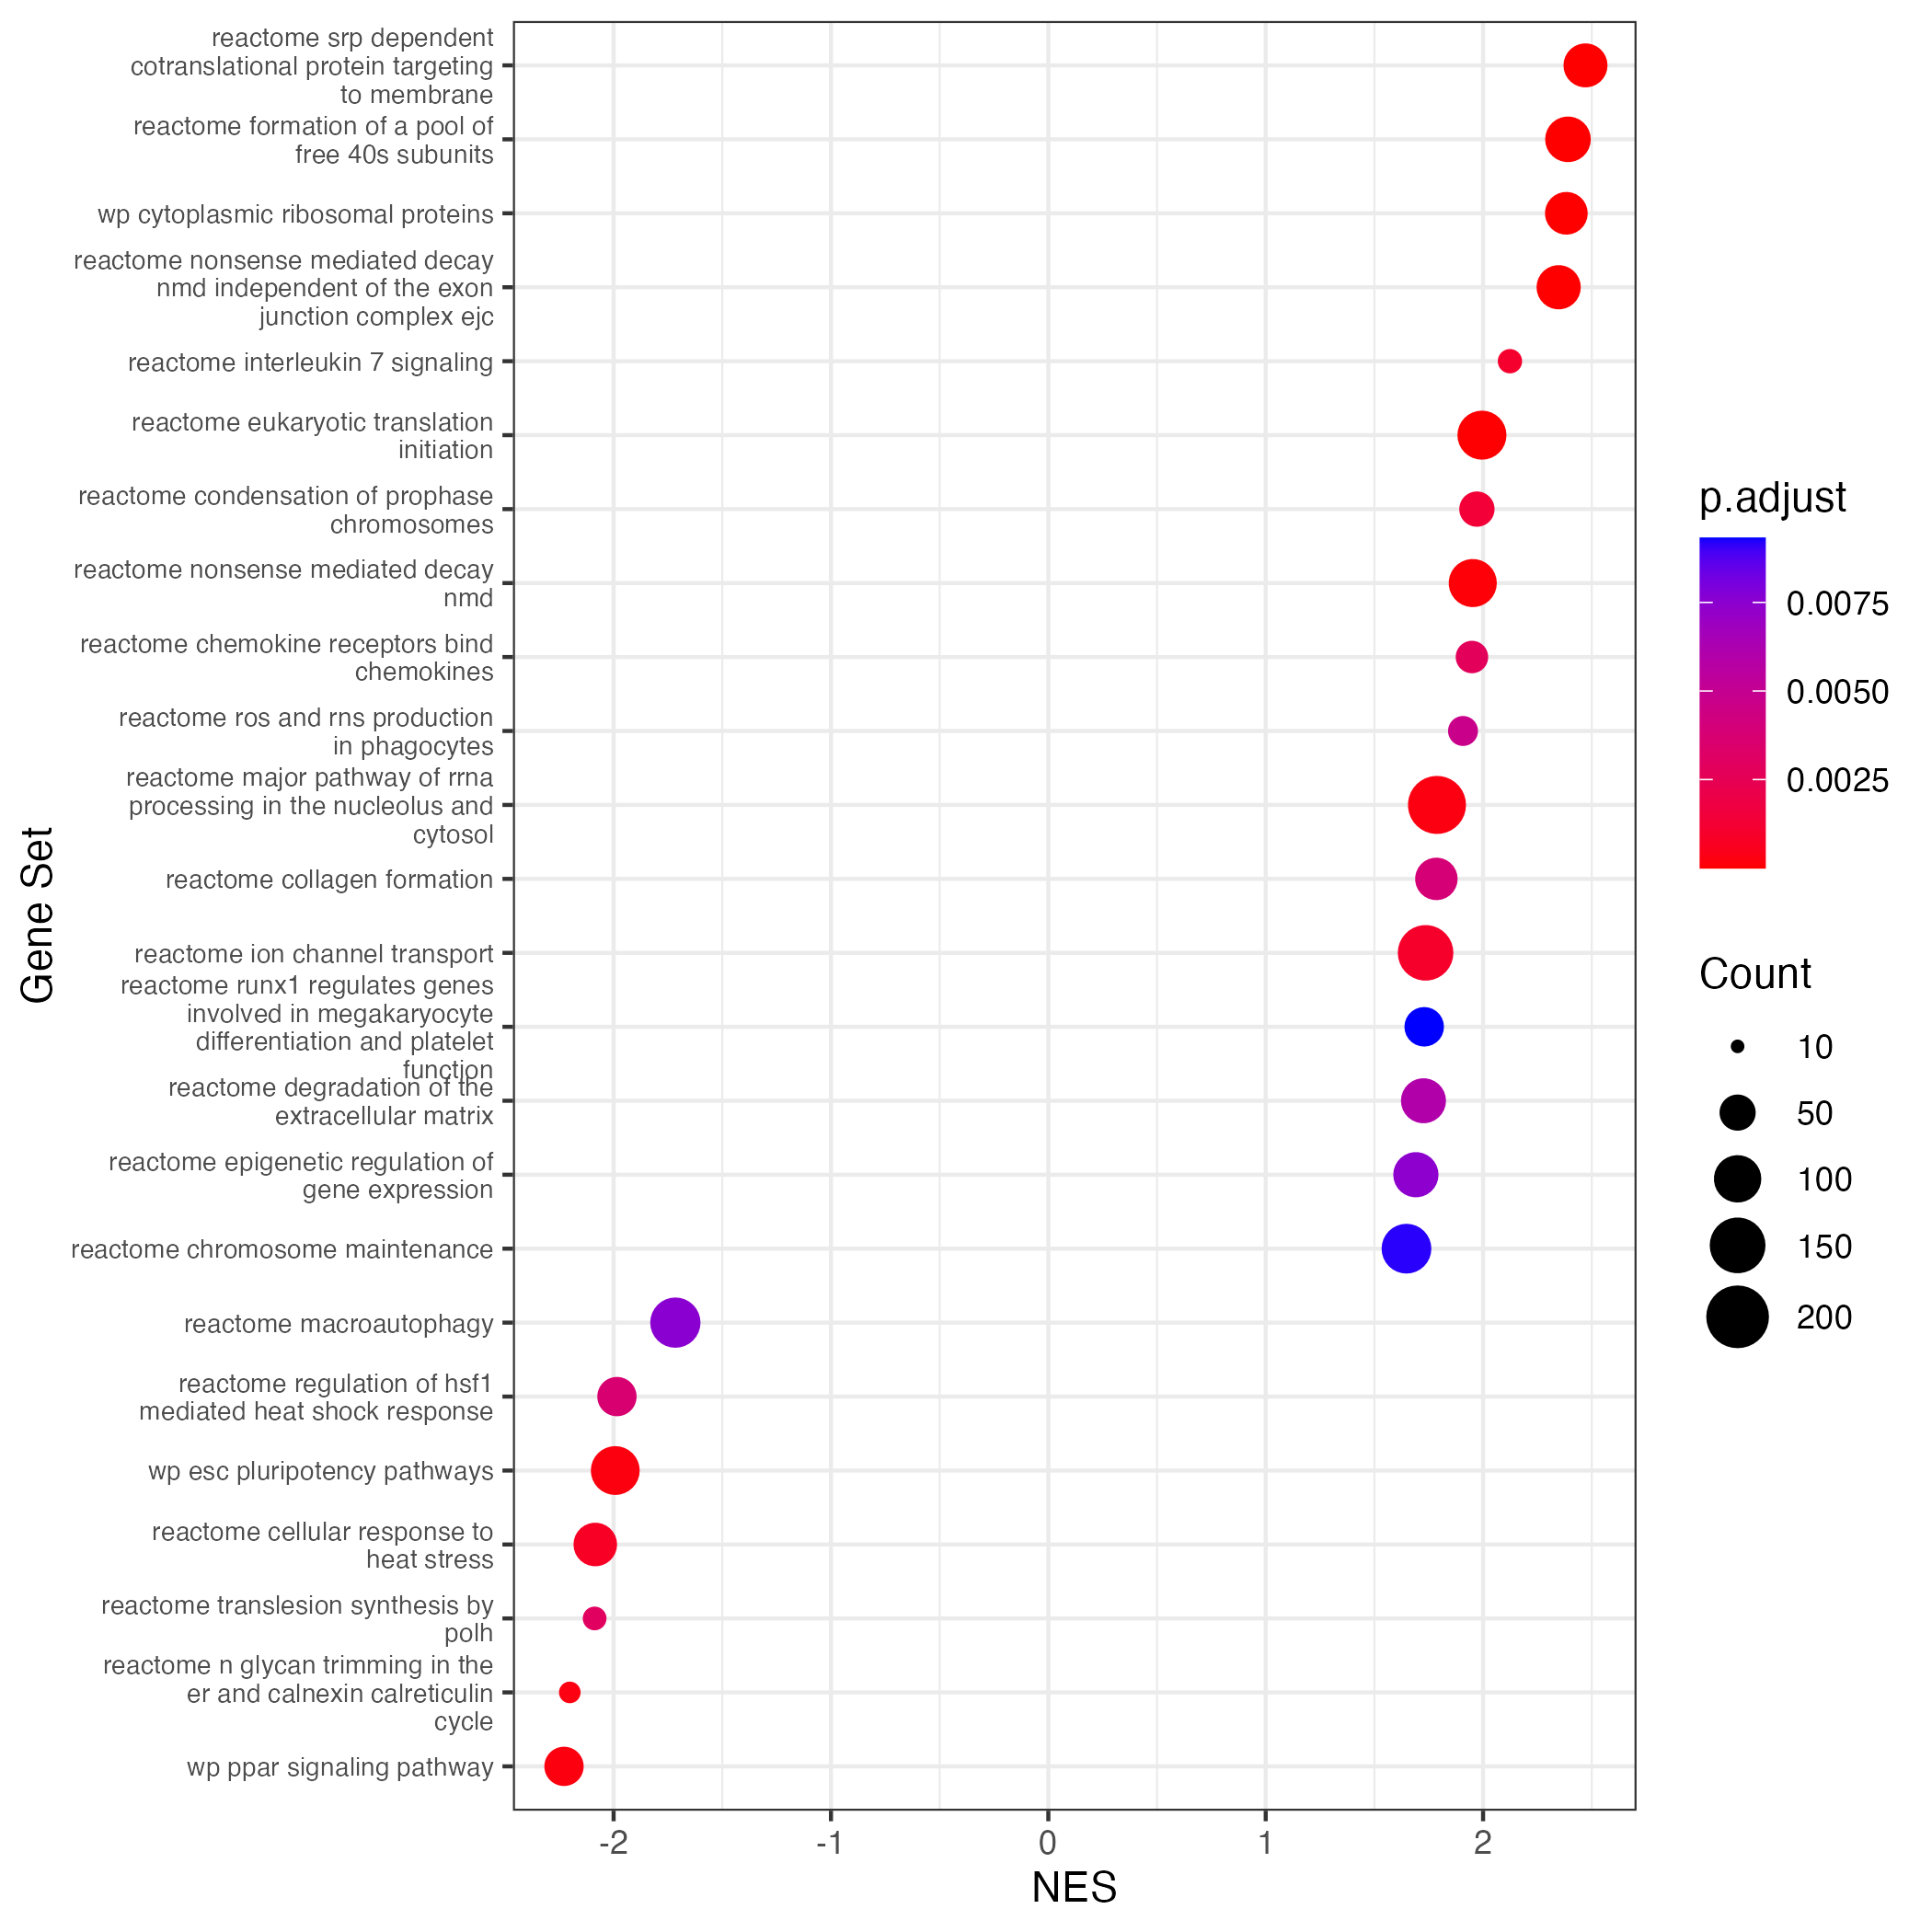 reactome srp dependent
cotranslational protein targeting
to membrane
reactome formation of a pool of
free 40s subunits
wp cytoplasmic ribosomal proteins
reactome nonsense mediated decay
nmd independent of the exon
junction complex ejc
reactome interleukin 7 signaling
reactome eukaryotic translation
initiation
reactome condensation of prophase
chromosomes
reactome nonsense mediated decay
nmd
reactome chemokine receptors bind
chemokines
reactome ros and rns production
in phagocytes
reactome major pathway of rrna
processing in the nucleolus and
cytosol
reactome collagen formation
reactome ion channel transport
reactome runx1 regulates genes
involved in megakaryocyte
differentiation and platelet
function
reactome degradation of the
extracellular matrix
reactome epigenetic regulation of
gene expression
reactome chromosome maintenance
reactome macroautophagy
reactome regulation of hsf1
mediated heat shock response
wp esc pluripotency pathways
reactome cellular response to
heat stress
reactome translesion synthesis by
polh
reactome n glycan trimming in the
er and calnexin calreticulin
cycle
wp ppar signaling pathway
Gene Set
-2
-1
0
1
2
NES
p.adjust
0.0075
0.0050
0.0025
Count
10
50
100
150
200